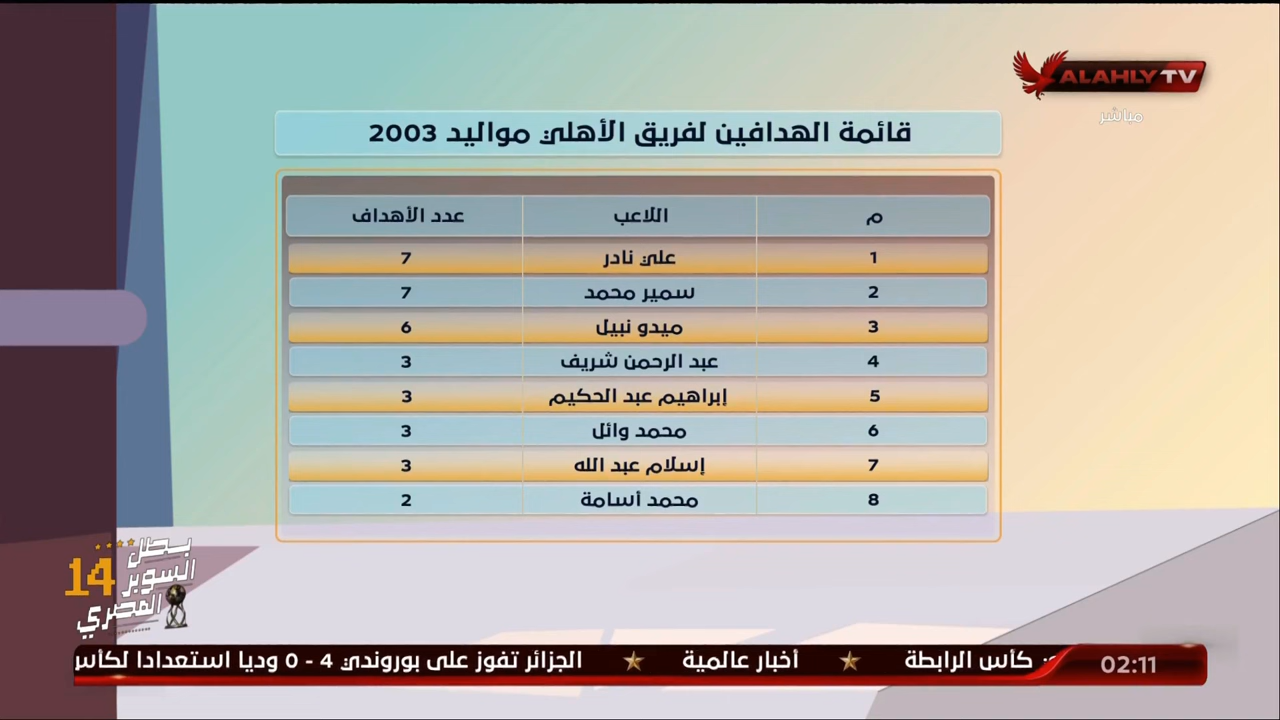 ALAHLY TV
مباشر
قائمة الهدافين لفريق الأهلي مواليد 2003
م اللاعب عدد الأهداف
1 علي نادر 7
2 سمير محمد 7
3 ميدو نبيل 6
4 عبد الرحمن شريف 3
5 إبراهيم عبد الحكيم 3
6 محمد وائل 3
7 إسلام عبد الله 3
8 محمد أسامة 2
بطل
السوبر 14
المصري
02:11 كأس الرابطة ★ أخبار عالمية ★ الجزائر تفوز على بوروندي 4 - 0 وديا استعدادا لكأس